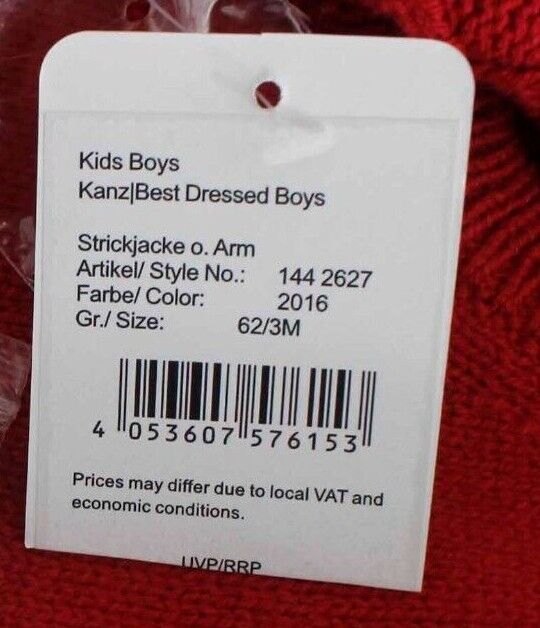 Kids Boys
Kanz|Best Dressed Boys
Strickjacke o. Arm
Artikel/ Style No.: 144 2627
Farbe/ Color: 2016
Gr./ Size: 62/3M
4 053607 576153
Prices may differ due to local VAT and
economic conditions.
UVP/RRP